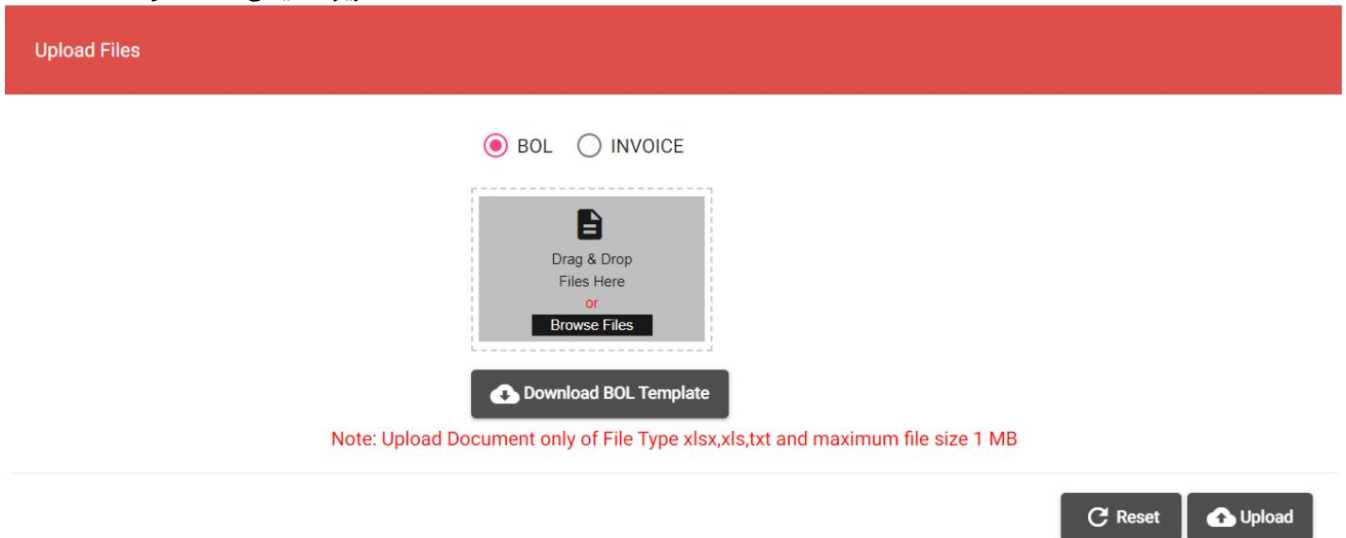 Upload Files
BOL INVOICE
Drag & Drop
Files Here
or
Browse Files
Download BOL Template
Note: Upload Document only of File Type xlsx,xls,txt and maximum file size 1 MB
Reset Upload